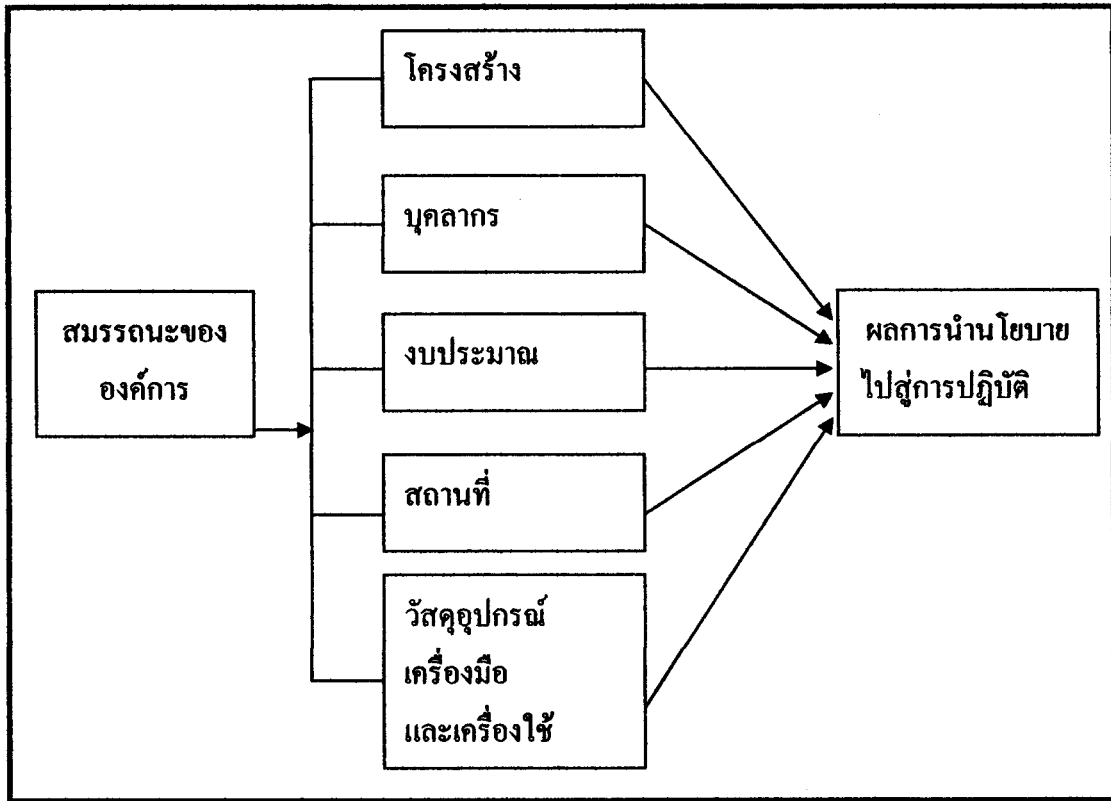 โครงสร้าง
บุคลากร
สมรรถนะของ
องค์การ
งบประมาณ
ผลการนำนโยบาย
ไปสู่การปฏิบัติ
สถานที่
วัสดุอุปกรณ์
เครื่องมือ
และเครื่องใช้